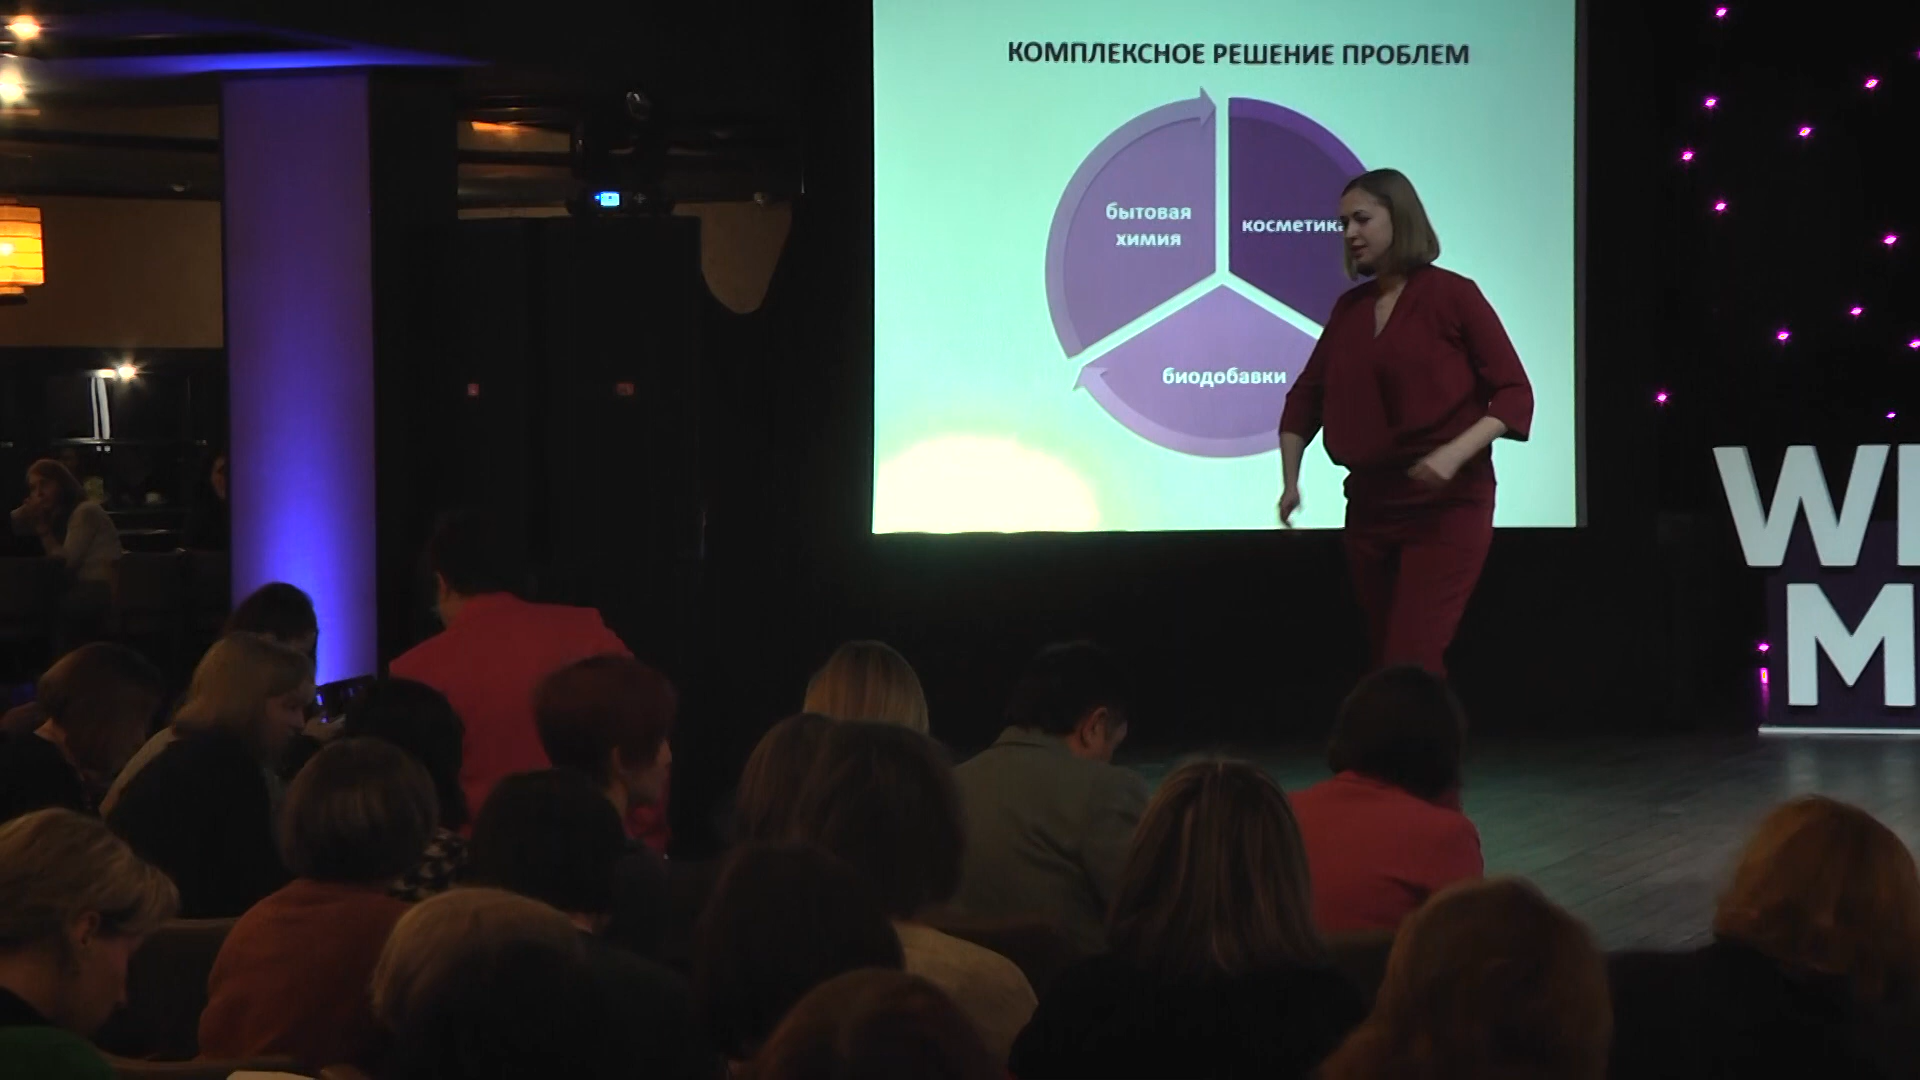 КОМПЛЕКСНОЕ РЕШЕНИЕ ПРОБЛЕМ
бытовая
химия
косметика
биодобавки
W
M